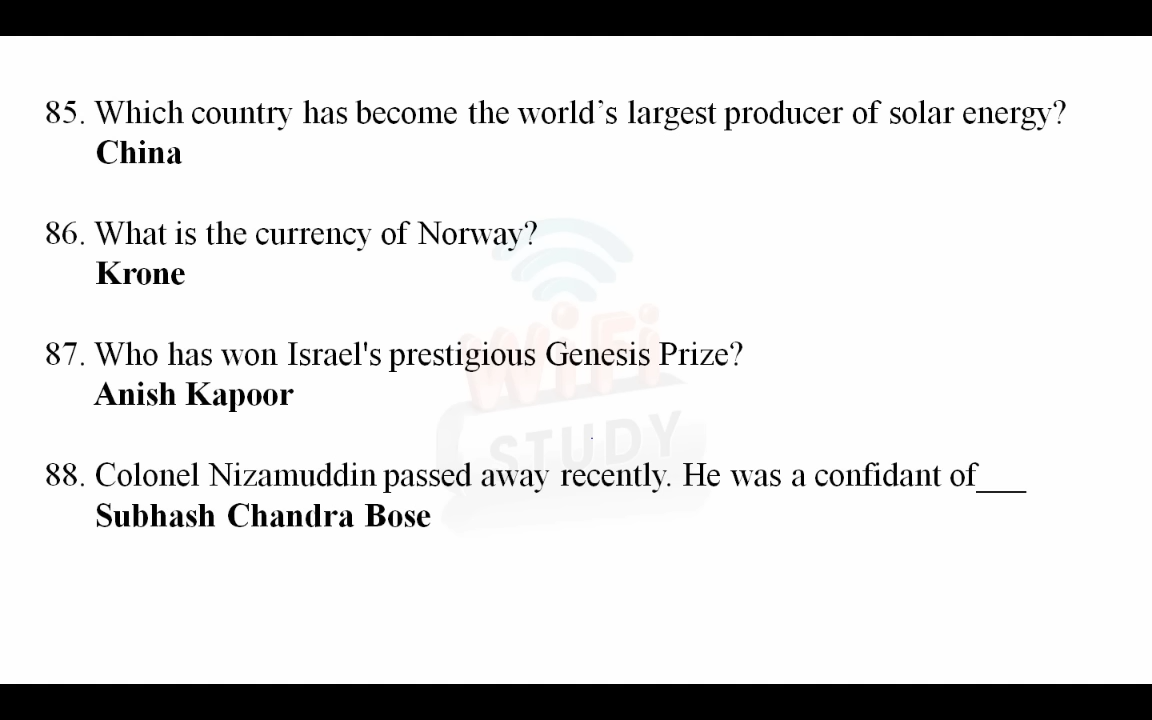 85. Which country has become the world’s largest producer of solar energy?
China
86. What is the currency of Norway?
Krone
87. Who has won Israel's prestigious Genesis Prize?
Anish Kapoor
88. Colonel Nizamuddin passed away recently. He was a confidant of___
Subhash Chandra Bose
WiFi
STUDY